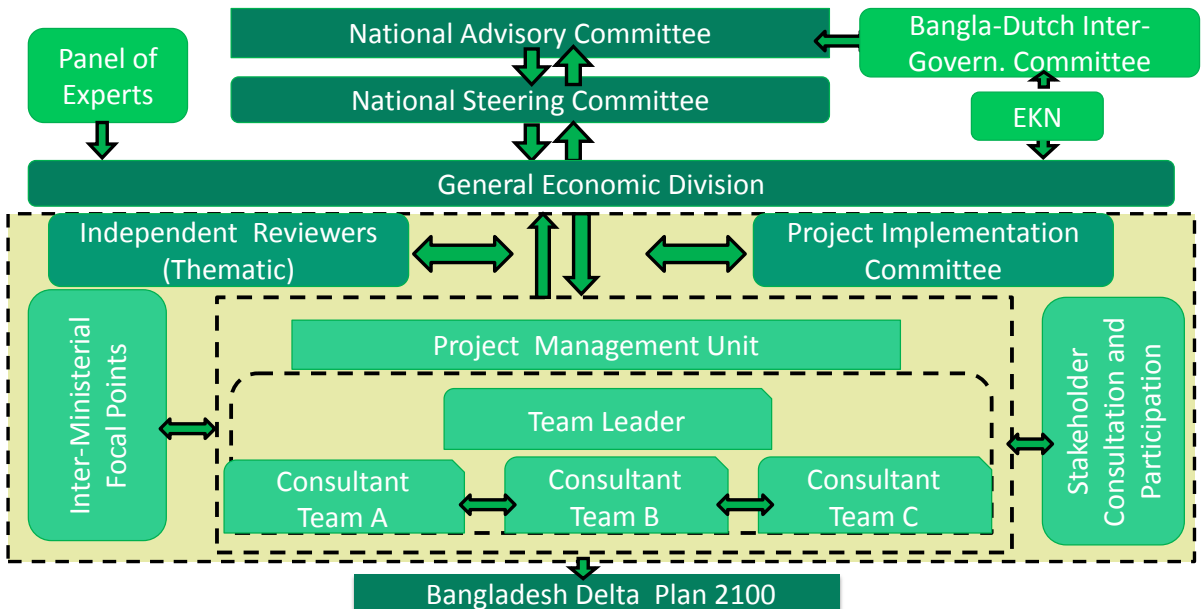 National Advisory Committee
Bangla-Dutch Inter-
Govern. Committee
Panel of
Experts
National Steering Committee
EKN
General Economic Division
Independent Reviewers
(Thematic)
Project Implementation
Committee
Inter-Ministerial
Focal Points
Project Management Unit
Stakeholder
Consultation and
Participation
Team Leader
Consultant
Team A
Consultant
Team B
Consultant
Team C
Bangladesh Delta Plan 2100